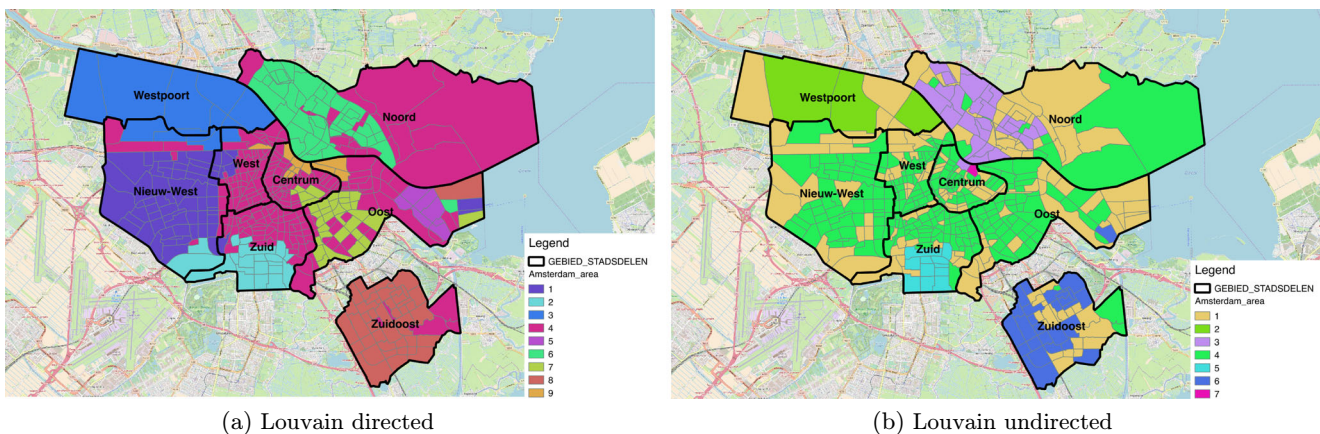 Westpoort
Noord
West
Centrum
Nieuw-West
Oost
Zuid
Zuidoost
Legend
GEBIED_STADSDELEN
Amsterdam_area
1
2
3
4
5
6
7
8
9
(a) Louvain directed
Westpoort
Noord
West
Centrum
Nieuw-West
Oost
Zuid
Zuidoost
Legend
GEBIED_STADSDELEN
Amsterdam_area
1
2
3
4
5
6
7
(b) Louvain undirected